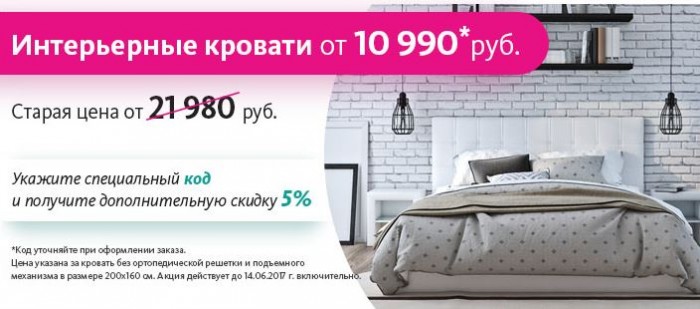 Интерьерные кровати от 10 990* руб.
Старая цена от 21 980 руб.
Укажите специальный код
и получите дополнительную скидку 5%
*Код уточняйте при оформлении заказа.
Цена указана за кровать без ортопедической решетки и подъемного
механизма в размере 200х160 см. Акция действует до 14.06.2017 г. включительно.